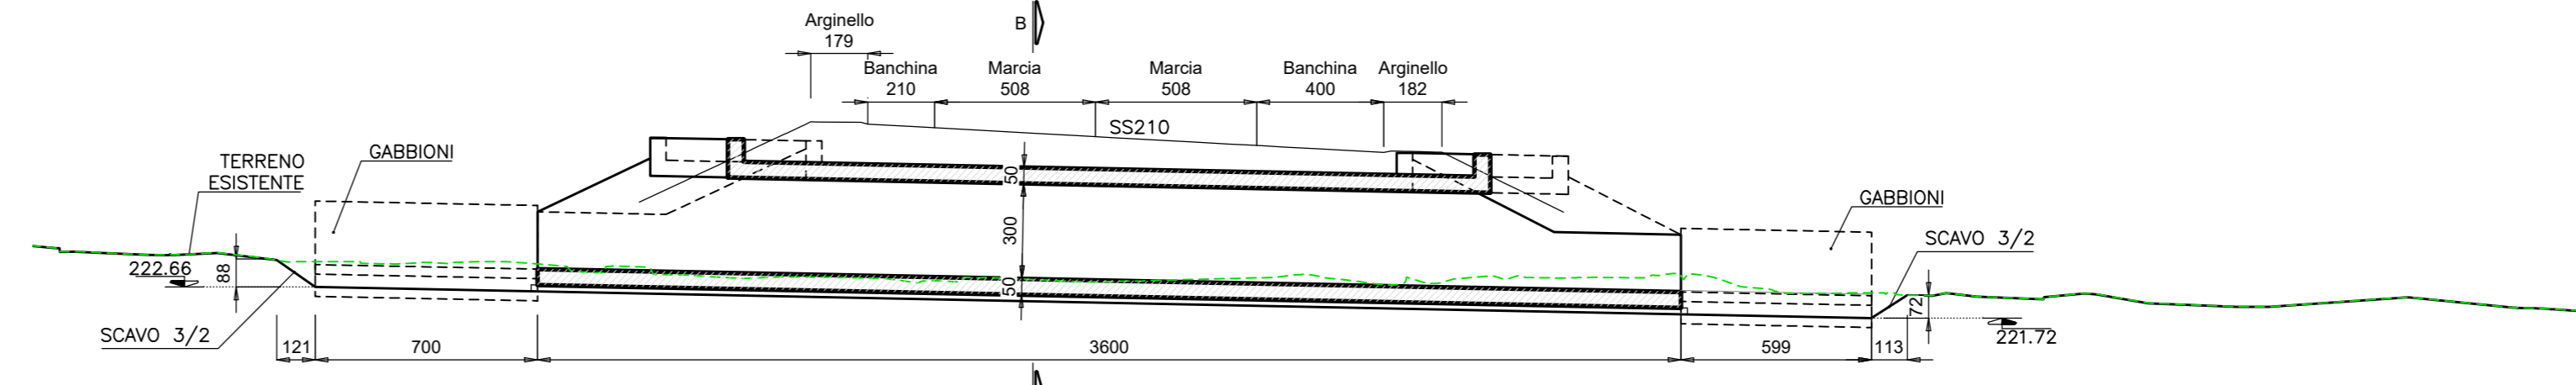 Arginello
179
B
Banchina
210
Marcia
508
Marcia
508
Banchina
400
Arginello
182
SS210
TERRENO
ESISTENTE
GABBIONI
50
300
50
GABBIONI
SCAVO 3/2
222.66
88
72
221.72
SCAVO 3/2
121
700
3600
599
113